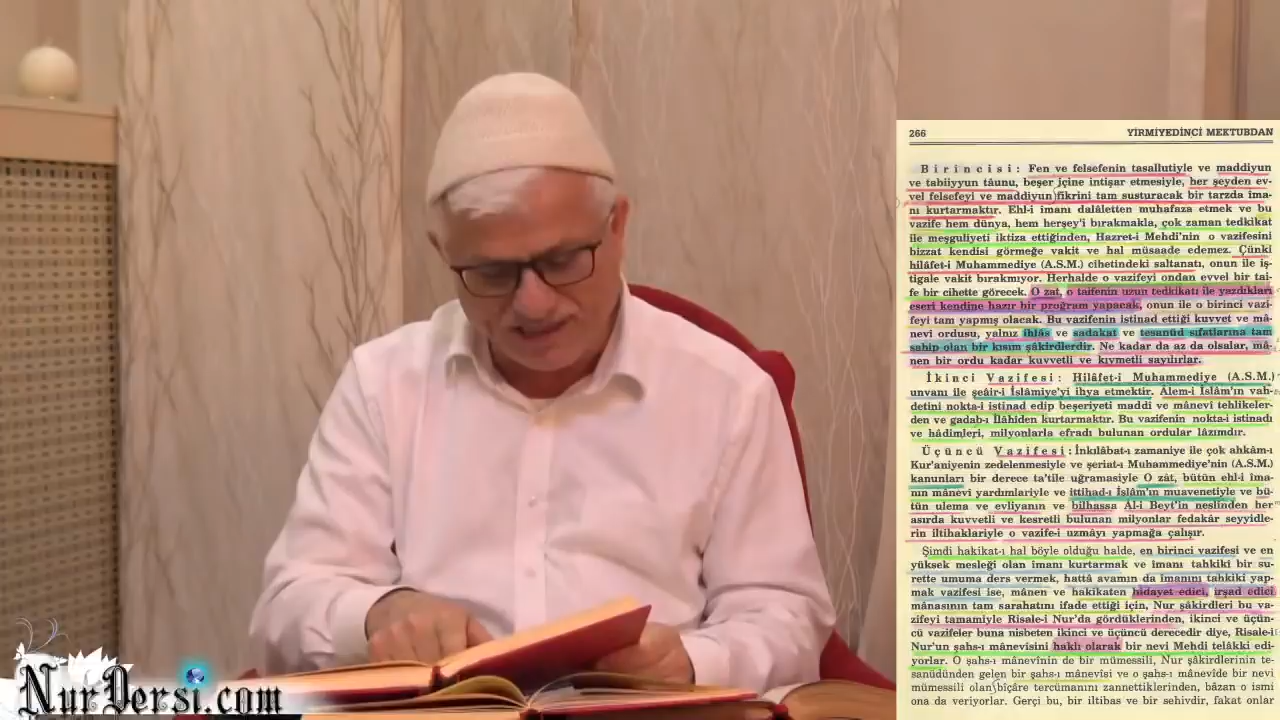 266 YİRMİYEDİNCİ MEKTUBDAN
Birincisi: Fen ve felsefenin tasallutiyle ve maddiyun
ve tabiiyyun tâunu, beşer içine intişar etmesiyle, her şeyden ev-
vel felsefeyi ve maddiyun fikrini tam susturacak bir tarzda îma-
nı kurtarmaktır. Ehl-i imanı dalâletten muhafaza etmek ve bu
vazife hem dünya, hem herşey'i bırakmakla, çok zaman tedkikat
ile meşguliyeti iktiza ettiğinden, Hazret-i Mehdi'nin o vazifesini
bizzat kendisi görmeğe vakit ve hal müsaade edemez. Çünki
hilâfet-i Muhammediye (A.S.M.) cihetindeki saltanatı, onun ile iş-
tigale vakit bırakmıyor. Herhalde o vazifeyi ondan evvel bir tai-
fe bir cihette görecek. O zat, o taifenin uzun tedkikatı ile yazdıkları
eseri kendine hazır bir program yapacak, onun ile o birinci vazi-
feyi tam yapmış olacak. Bu vazifenin istinad ettiği kuvvet ve mâ-
nevi ordusu, yalnız ihlâs ve sadakat ve tesanüd sıfatlarına tam
sahip olan bir kısım şâkirdlerdir. Ne kadar da az da olsalar, mâ-
nen bir ordu kadar kuvvetli ve kıymetli sayılırlar.
İkinci Vazifesi: Hilâfet-i Muhammediye (A.S.M.)
unvanı ile şeâir-i İslâmiye'yi ihya etmektir. Âlem-i İslâm'ın vah-
detini nokta-i istinad edip beşeriyeti maddi ve mânevi tehlikeler-
den ve gadab-ı İlâhiden kurtarmaktır. Bu vazifenin nokta-i istinadı
ve hâdimleri, milyonlarla efradı bulunan ordular lâzımdır.
Üçüncü Vazifesi: İnkılâbat-ı zamaniye ile çok ahkâm-ı
Kur'aniyenin zedelenmesiyle ve şeriat-ı Muhammediye'nin (A.S.M.)
kanunları bir derece ta'tile uğramasiyle O zât, bütün ehl-i îma-
nın mânevî yardımlariyle ve ittihad-ı İslâm'ın muavenetiyle ve bü-
tün ulema ve evliyanın ve bilhassa Al-i Beyt'in neslinden her
asırda kuvvetli ve kesretli bulunan milyonlar fedakâr seyyidle-
rin iltihaklariyle o vazife-i uzmâyı yapmağa çalışır.
Şimdi hakikat-ı hal böyle olduğu halde, en birinci vazifesi ve en
yüksek mesleği olan imanı kurtarmak ve imanı tahkiki bir su-
rette umuma ders vermek, hattâ avamın da imanını tahkiki yap-
mak vazifesi ise, mânen ve hakikaten hidayet edici, irşad edici
mânasının tam sarahatını ifade ettiği için, Nur şâkirdleri bu va-
zifeyi tamamiyle Risale-i Nur'da gördüklerinden, ikinci ve üçün-
cü vazifeler buna nisbeten ikinci ve üçüncü derecedir diye, Risale-i
Nur'un şahs-ı mânevisini haklı olarak bir nevi Mehdi telâkki edi-
yorlar. O şahs-ı mânevînin de bir mümessili, Nur şâkirdlerinin te-
sanüdünden gelen bir şahs-ı mânevîsi ve o şahs-ı mânevîde bir nevi
mümessili olan biçâre tercümanını zannettiklerinden, bâzan o ismi
ona da veriyorlar. Gerçi bu, bir iltibas ve bir sehivdir, fakat onlar
NurDersi.com